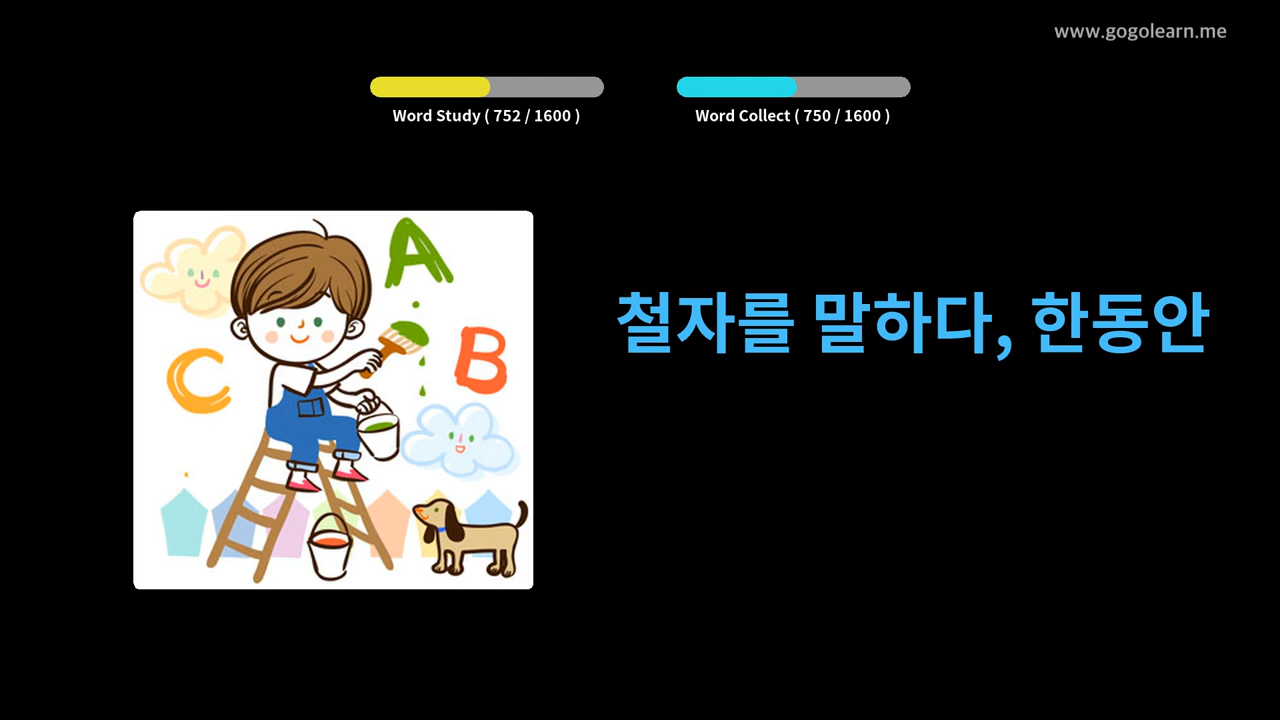 www.gogolearn.me
Word Study ( 752 / 1600 )
Word Collect ( 750 / 1600 )
A
B
C
철자를 말하다, 한동안